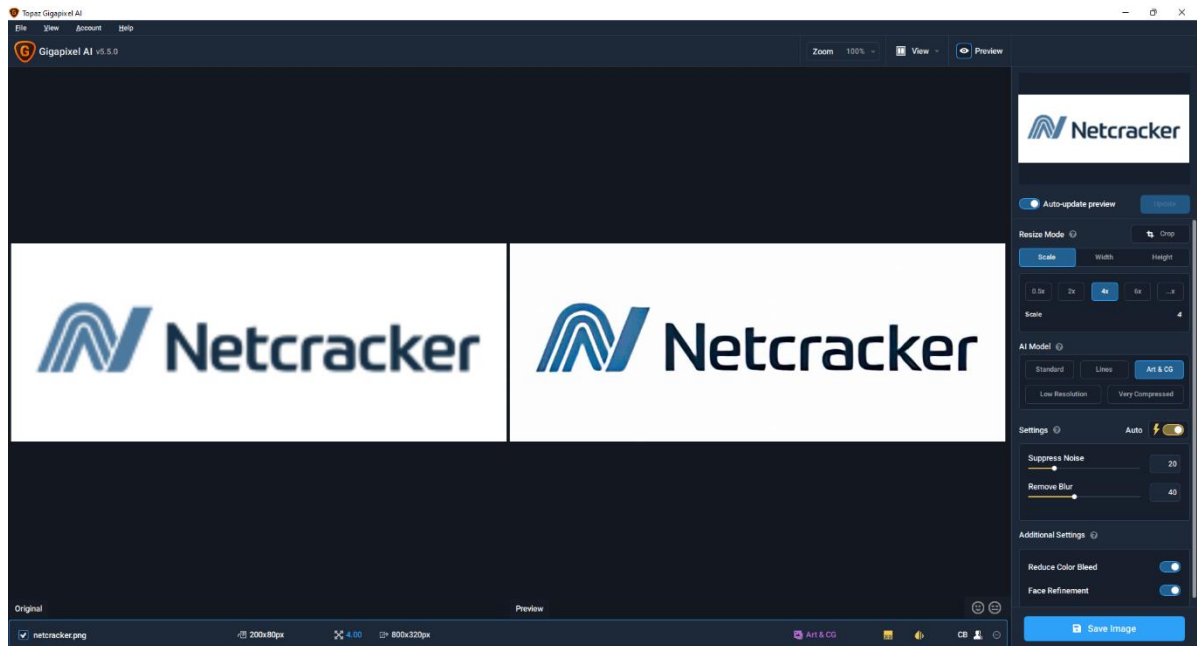 Topaz Gigapixel AI
File View Account Help
Gigapixel AI v5.5.0
Zoom 100% View Preview
Netcracker
Auto-update preview Update
Resize Mode Crop
Scale Width Height
0.5x 2x 4x 6x ...x
Scale 4
Netcracker Netcracker
AI Model
Standard Lines Art & CG
Low Resolution Very Compressed
Settings Auto
Suppress Noise 20
Remove Blur 40
Additional Settings
Reduce Color Bleed
Face Refinement
Original Preview
netcracker.png 200x80px 4.00 800x320px Art & CG CB
Save Image